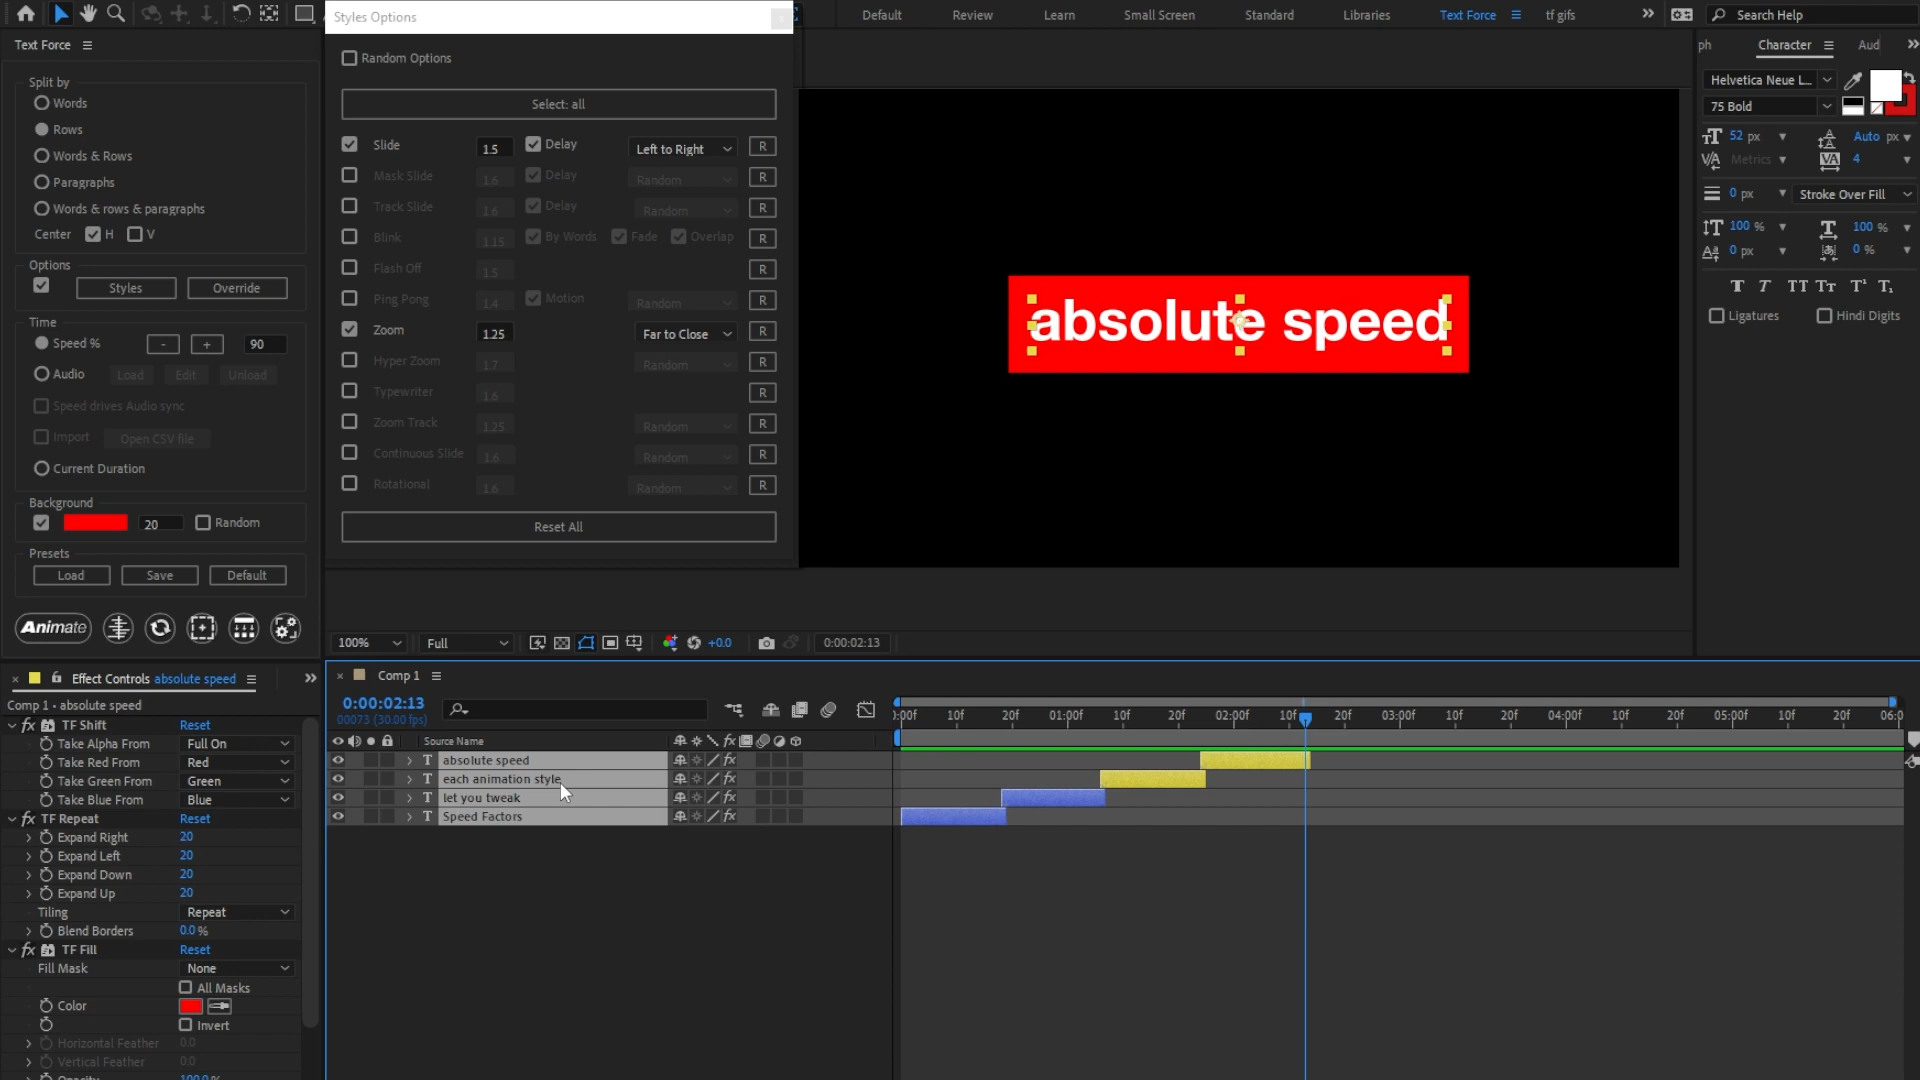 Styles Options
Default
Review
Learn
Small Screen
Standard
Libraries
Text Force
tf gifs
Search Help
Text Force
Split by
Words
Rows
Words & Rows
Paragraphs
Words & rows & paragraphs
Center H V
Options
Styles Override
Time
Speed % - + 90
Audio Load Edit Unload
Speed drives Audio sync
Import Open CSV file
Current Duration
Background
20 Random
Presets
Load Save Default
Animate
Random Options
Select: all
Slide 1.5 Delay Left to Right R
Mask Slide 1.6 Delay Random R
Track Slide 1.6 Delay Random R
Blink 1.15 By Words Fade Overlap R
Flash Off 1.5 R
Ping Pong 1.4 Motion Random R
Zoom 1.25 Far to Close R
Hyper Zoom 1.7 Random R
Typewriter 1.6 R
Zoom Track 1.25 Random R
Continuous Slide 1.6 Random R
Rotational 1.6 Random R
Reset All
absolute speed
ph Character Aud
Helvetica Neue L...
75 Bold
52 px Auto px
Metrics 4
0 px Stroke Over Fill
100 % 100 %
0 px 0 %
Ligatures Hindi Digits
100% Full +0.0 0:00:02:13
Effect Controls absolute speed
Comp 1 • absolute speed
fx TF Shift Reset
Take Alpha From Full On
Take Red From Red
Take Green From Green
Take Blue From Blue
fx TF Repeat Reset
Expand Right 20
Expand Left 20
Expand Down 20
Expand Up 20
Tiling Repeat
Blend Borders 0.0 %
fx TF Fill Reset
Fill Mask None
All Masks
Color
Invert
Horizontal Feather 0.0
Vertical Feather 0.0
Opacity 100.0 %
Comp 1
0:00:02:13
00073 (30.00 fps)
:00f 10f 20f 01:00f 10f 20f 02:00f 10f 20f 03:00f 10f 20f 04:00f 10f 20f 05:00f 10f 20f 06:0
Source Name fx
T absolute speed fx
T each animation style fx
T let you tweak fx
T Speed Factors fx